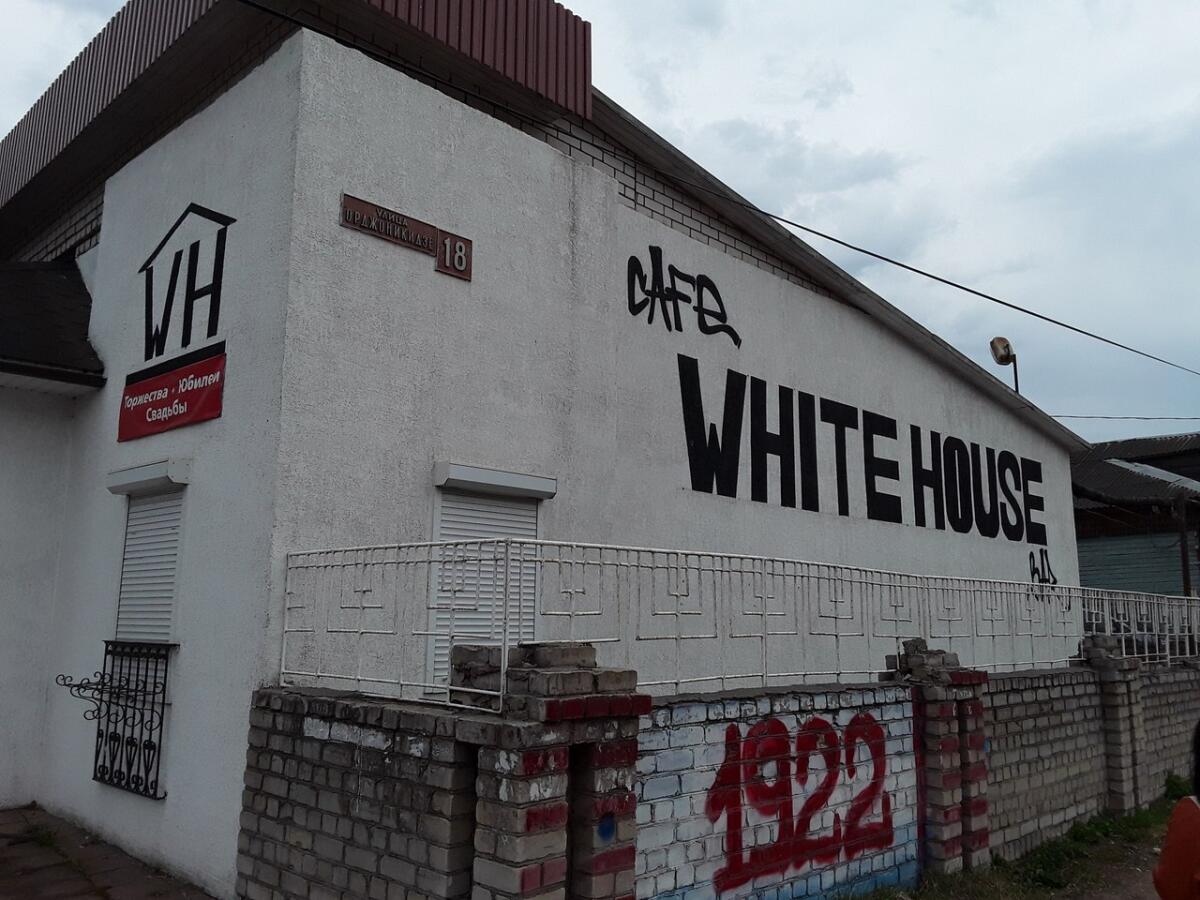 WH
Торжества • Юбилеи
Свадьбы
УЛИЦА
ОРДЖОНИКИДЗЕ
18
CAFE
WHITE HOUSE
1922